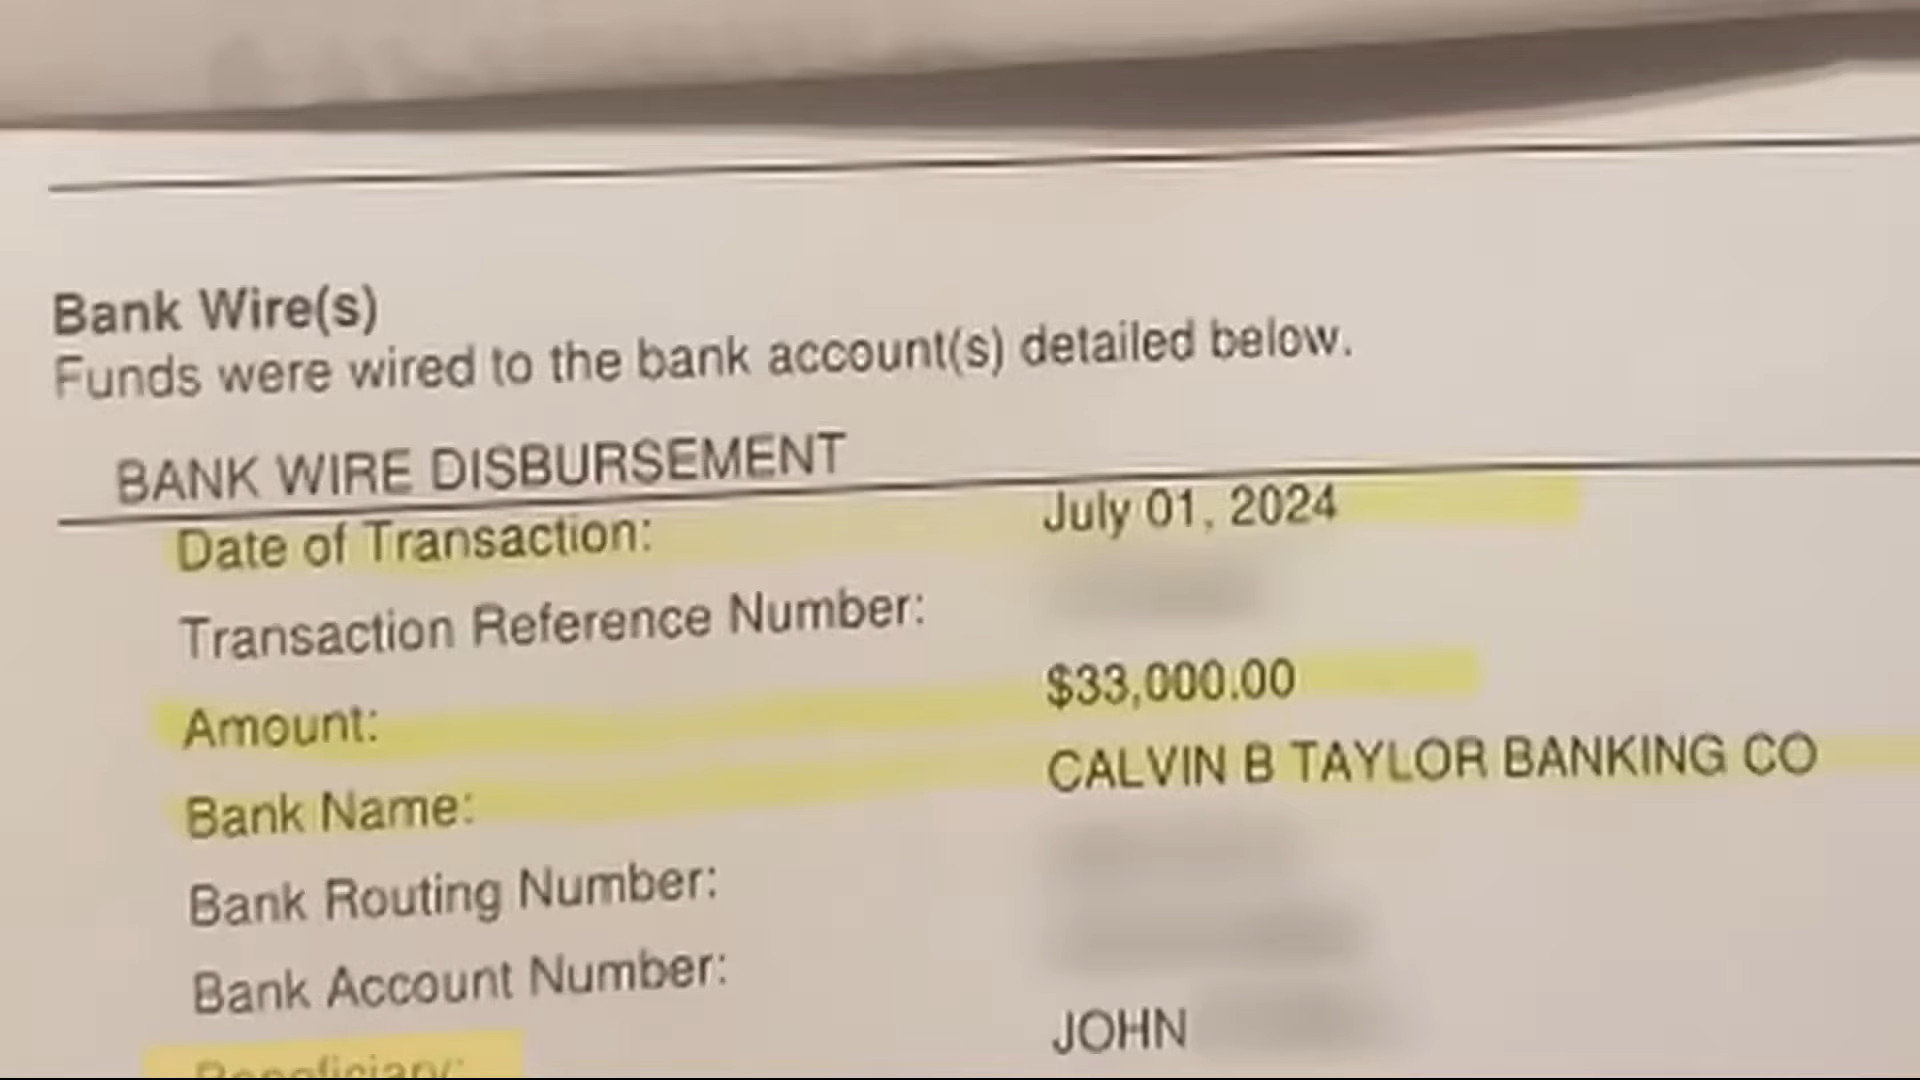 Bank Wire(s)
Funds were wired to the bank account(s) detailed below.
BANK WIRE DISBURSEMENT
Date of Transaction: July 01, 2024
Transaction Reference Number:
Amount: $33,000.00
Bank Name: CALVIN B TAYLOR BANKING CO
Bank Routing Number:
Bank Account Number:
Beneficiary: JOHN